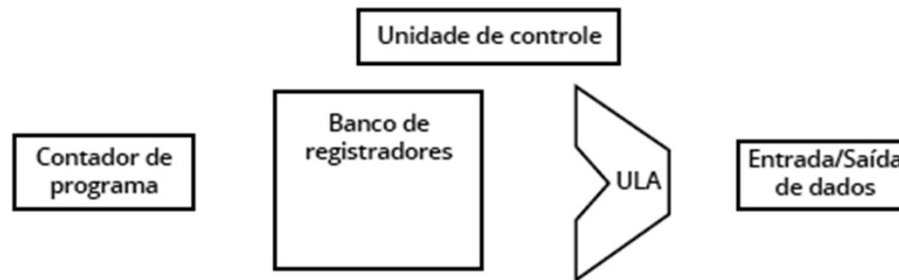 Unidade de controle
Banco de
registradores
Contador de
programa
ULA
Entrada/Saída
de dados